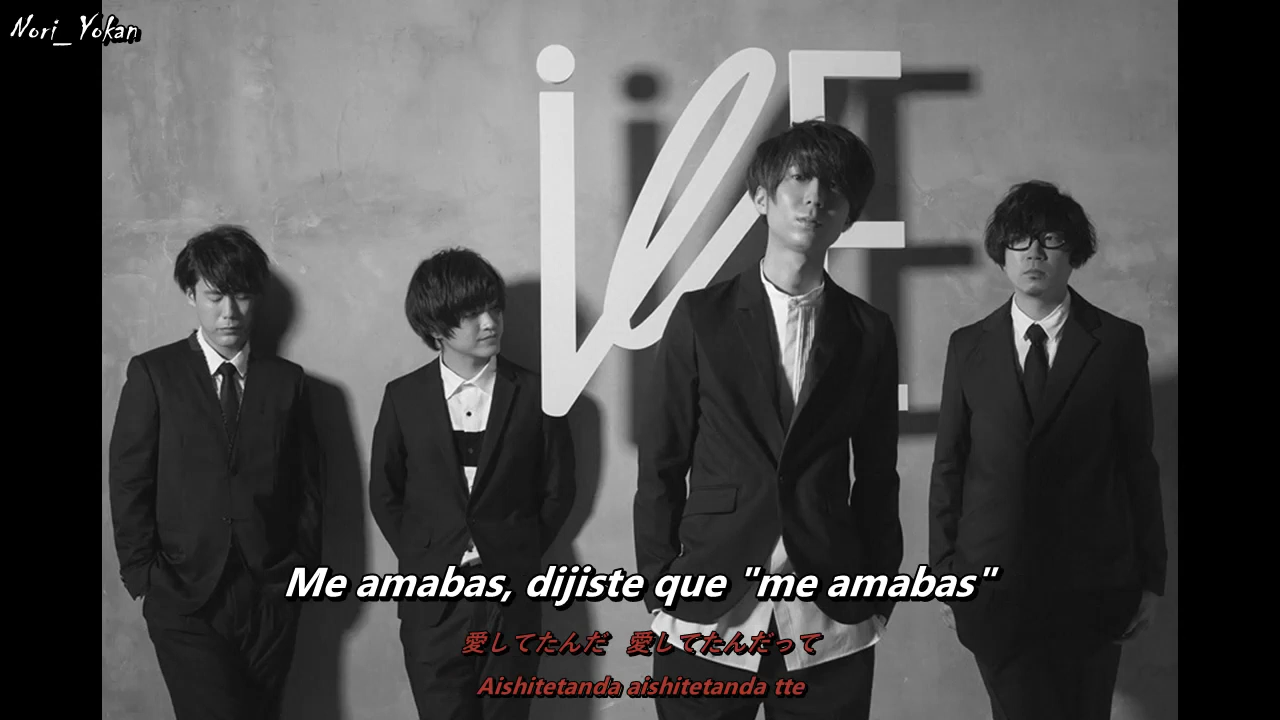 Nori_Yokan
ilE
Me amabas, dijiste que "me amabas"
愛してたんだ 愛してたんだって
Aishitetanda aishitetanda tte